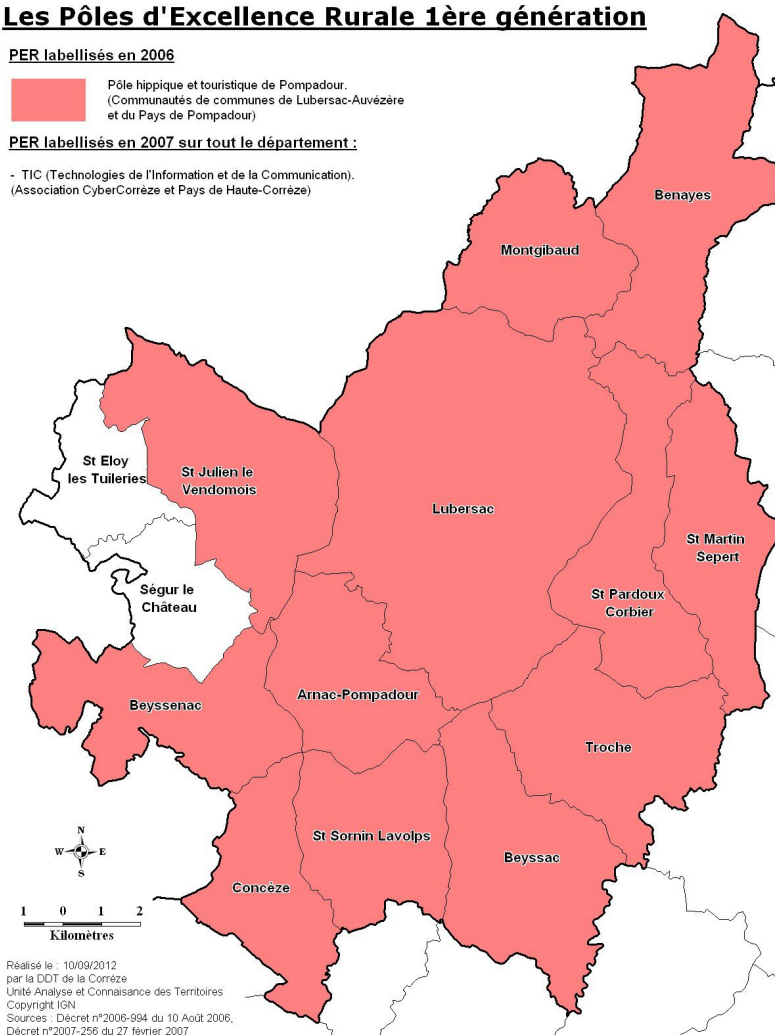 Les Pôles d'Excellence Rurale 1ère génération
PER labellisés en 2006
Pôle hippique et touristique de Pompadour.
(Communautés de communes de Lubersac-Auvézère
et du Pays de Pompadour)
PER labellisés en 2007 sur tout le département :
- TIC (Technologies de l'Information et de la Communication).
(Association CyberCorrèze et Pays de Haute-Corrèze)
Benayes
Montgibaud
St Eloy
les Tuileries
St Julien le
Vendomois
Lubersac
St Martin
Sepert
Ségur le
Château
St Pardoux
Corbier
Beyssenac
Arnac-Pompadour
Troche
St Sornin Lavolps
Beyssac
Concèze
N
W E
S
1 0 1 2
Kilomètres
Réalisé le : 10/09/2012
par la DDT de la Corrèze
Unité Analyse et Connaisance des Territoires
Copyright IGN
Sources : Décret n°2006-994 du 10 Août 2006,
Décret n°2007-256 du 27 février 2007